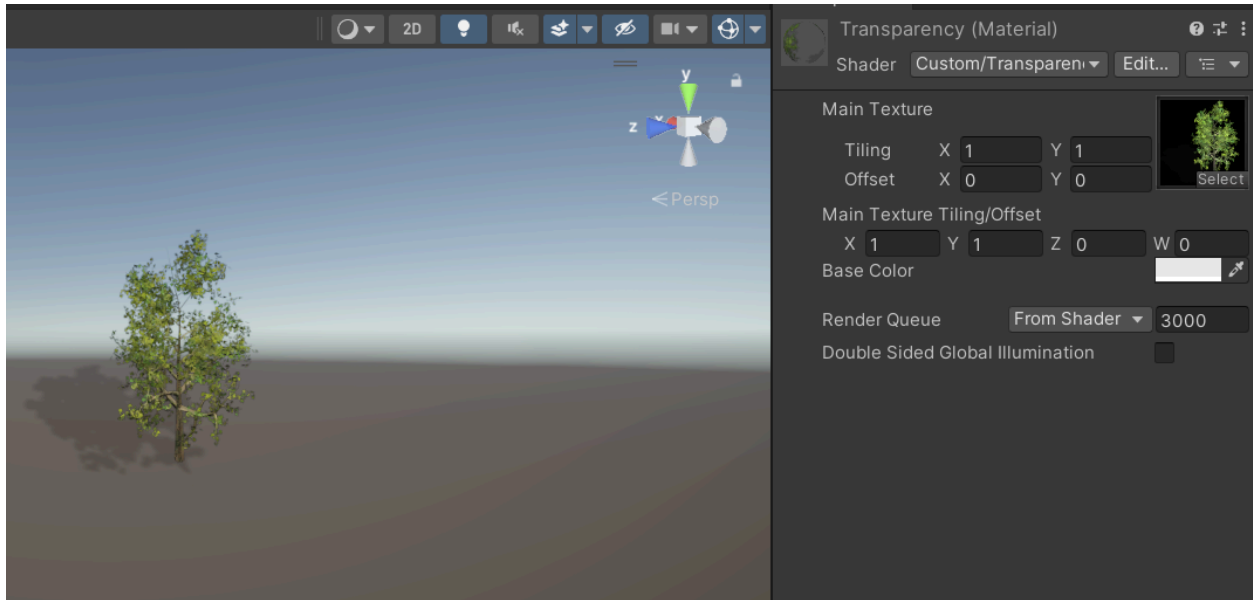 2D
y
z
x
<Persp
Transparency (Material)
Shader Custom/Transparen Edit...
Main Texture
Tiling X 1 Y 1
Offset X 0 Y 0
Select
Main Texture Tiling/Offset
X 1 Y 1 Z 0 W 0
Base Color
Render Queue From Shader 3000
Double Sided Global Illumination